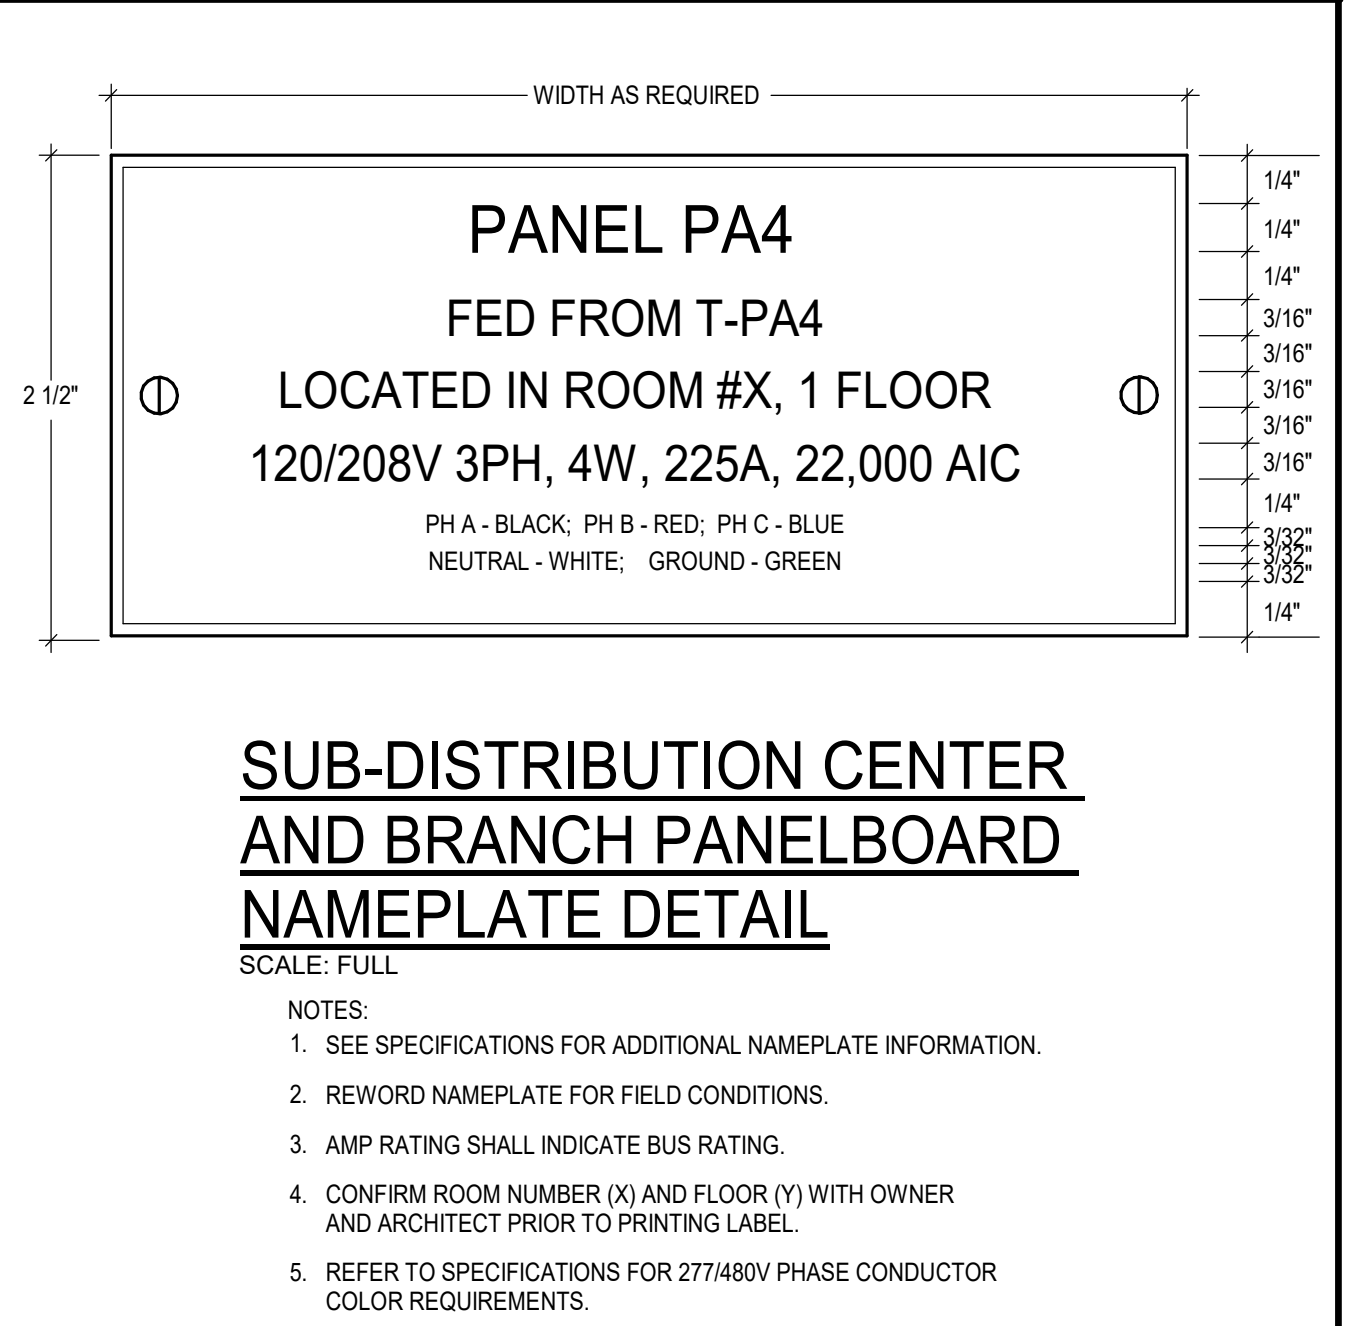 WIDTH AS REQUIRED
2 1/2"
PANEL PA4
FED FROM T-PA4
LOCATED IN ROOM #X, 1 FLOOR
120/208V 3PH, 4W, 225A, 22,000 AIC
PH A - BLACK; PH B - RED; PH C - BLUE
NEUTRAL - WHITE; GROUND - GREEN
1/4"
1/4"
1/4"
3/16"
3/16"
3/16"
3/16"
3/16"
1/4"
3/32"
3/32"
3/32"
1/4"
SUB-DISTRIBUTION CENTER
AND BRANCH PANELBOARD
NAMEPLATE DETAIL
SCALE: FULL
NOTES:
1. SEE SPECIFICATIONS FOR ADDITIONAL NAMEPLATE INFORMATION.
2. REWORD NAMEPLATE FOR FIELD CONDITIONS.
3. AMP RATING SHALL INDICATE BUS RATING.
4. CONFIRM ROOM NUMBER (X) AND FLOOR (Y) WITH OWNER
AND ARCHITECT PRIOR TO PRINTING LABEL.
5. REFER TO SPECIFICATIONS FOR 277/480V PHASE CONDUCTOR
COLOR REQUIREMENTS.